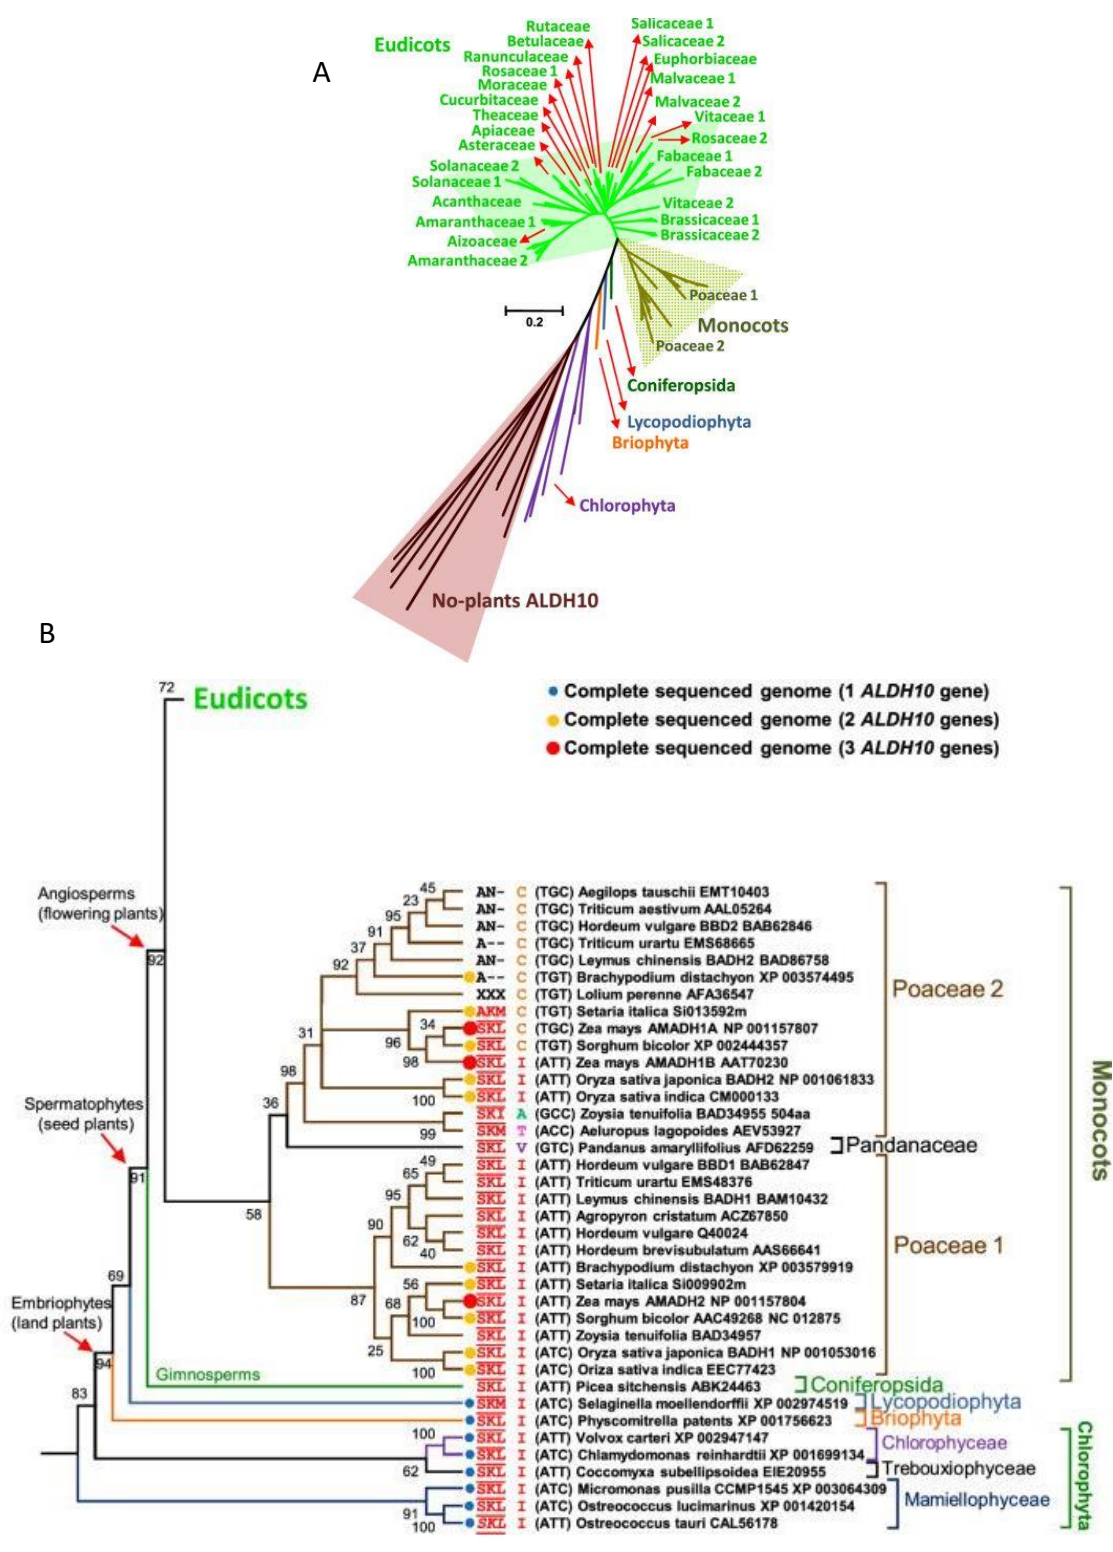 A
Eudicots
Rutaceae
Betulaceae
Ranunculaceae
Rosaceae 1
Moraceae
Cucurbitaceae
Theaceae
Apiaceae
Asteraceae
Solanaceae 2
Solanaceae 1
Acanthaceae
Amaranthaceae 1
Aizoaceae
Amaranthaceae 2
Salicaceae 1
Salicaceae 2
Euphorbiaceae
Malvaceae 1
Malvaceae 2
Vitaceae 1
Rosaceae 2
Fabaceae 1
Fabaceae 2
Vitaceae 2
Brassicaceae 1
Brassicaceae 2
Poaceae 1
Monocots
Poaceae 2
0.2
Coniferopsida
Lycopodiophyta
Briophyta
Chlorophyta
No-plants ALDH10
B
72
Eudicots
Complete sequenced genome (1 ALDH10 gene)
Complete sequenced genome (2 ALDH10 genes)
Complete sequenced genome (3 ALDH10 genes)
Angiosperms
(flowering plants)
92
Spermatophytes
(seed plants)
91
69
Embriophytes
(land plants)
94
83
Gimnosperms
58
36
98
31
92
37
91
95
23
45
34
96
98
100
99
49
65
95
90
62
40
87
56
68
100
25
100
100
62
91
100
AN- C (TGC) Aegilops tauschii EMT10403
AN- C (TGC) Triticum aestivum AAL05264
AN- C (TGC) Hordeum vulgare BBD2 BAB62846
A-- C (TGC) Triticum urartu EMS68665
AN- C (TGC) Leymus chinensis BADH2 BAD86758
A-- C (TGT) Brachypodium distachyon XP 003574495
XXX C (TGT) Lolium perenne AFA36547
AKM C (TGT) Setaria italica Si013592m
SKL C (TGC) Zea mays AMADH1A NP 001157807
SKL C (TGT) Sorghum bicolor XP 002444357
SKL I (ATT) Zea mays AMADH1B AAT70230
SKL I (ATT) Oryza sativa japonica BADH2 NP 001061833
SKL I (ATT) Oryza sativa indica CM000133
SKI A (GCC) Zoysia tenuifolia BAD34955 504aa
SKM T (ACC) Aeluropus lagopoides AEV53927
SKL V (GTC) Pandanus amaryllifolius AFD62259
SKL I (ATT) Hordeum vulgare BBD1 BAB62847
SKL I (ATT) Triticum urartu EMS48376
SKL I (ATT) Leymus chinensis BADH1 BAM10432
SKL I (ATT) Agropyron cristatum ACZ67850
SKL I (ATT) Hordeum vulgare Q40024
SKL I (ATT) Hordeum brevisubulatum AAS66641
SKL I (ATT) Brachypodium distachyon XP 003579919
SKL I (ATT) Setaria italica Si009902m
SKL I (ATT) Zea mays AMADH2 NP 001157804
SKL I (ATT) Sorghum bicolor AAC49268 NC 012875
SKL I (ATT) Zoysia tenuifolia BAD34957
SKL I (ATC) Oryza sativa japonica BADH1 NP 001053016
SKL I (ATC) Oriza sativa indica EEC77423
SKL I (ATT) Picea sitchensis ABK24463
SKM I (ATC) Selaginella moellendorffii XP 002974519
SKL I (ATC) Physcomitrella patents XP 001756623
SKL I (ATT) Volvox carteri XP 002947147
SKL I (ATC) Chlamydomonas reinhardtii XP 001699134
SKL I (ATT) Coccomyxa subellipsoidea EIE20955
SKL I (ATC) Micromonas pusilla CCMP1545 XP 003064309
SKL I (ATC) Ostreococcus lucimarinus XP 001420154
SKL I (ATT) Ostreococcus tauri CAL56178
Poaceae 2
Pandanaceae
Poaceae 1
Coniferopsida
Lycopodiophyta
Briophyta
Chlorophyceae
Trebouxiophyceae
Mamiellophyceae
Monocots
Chlorophyta